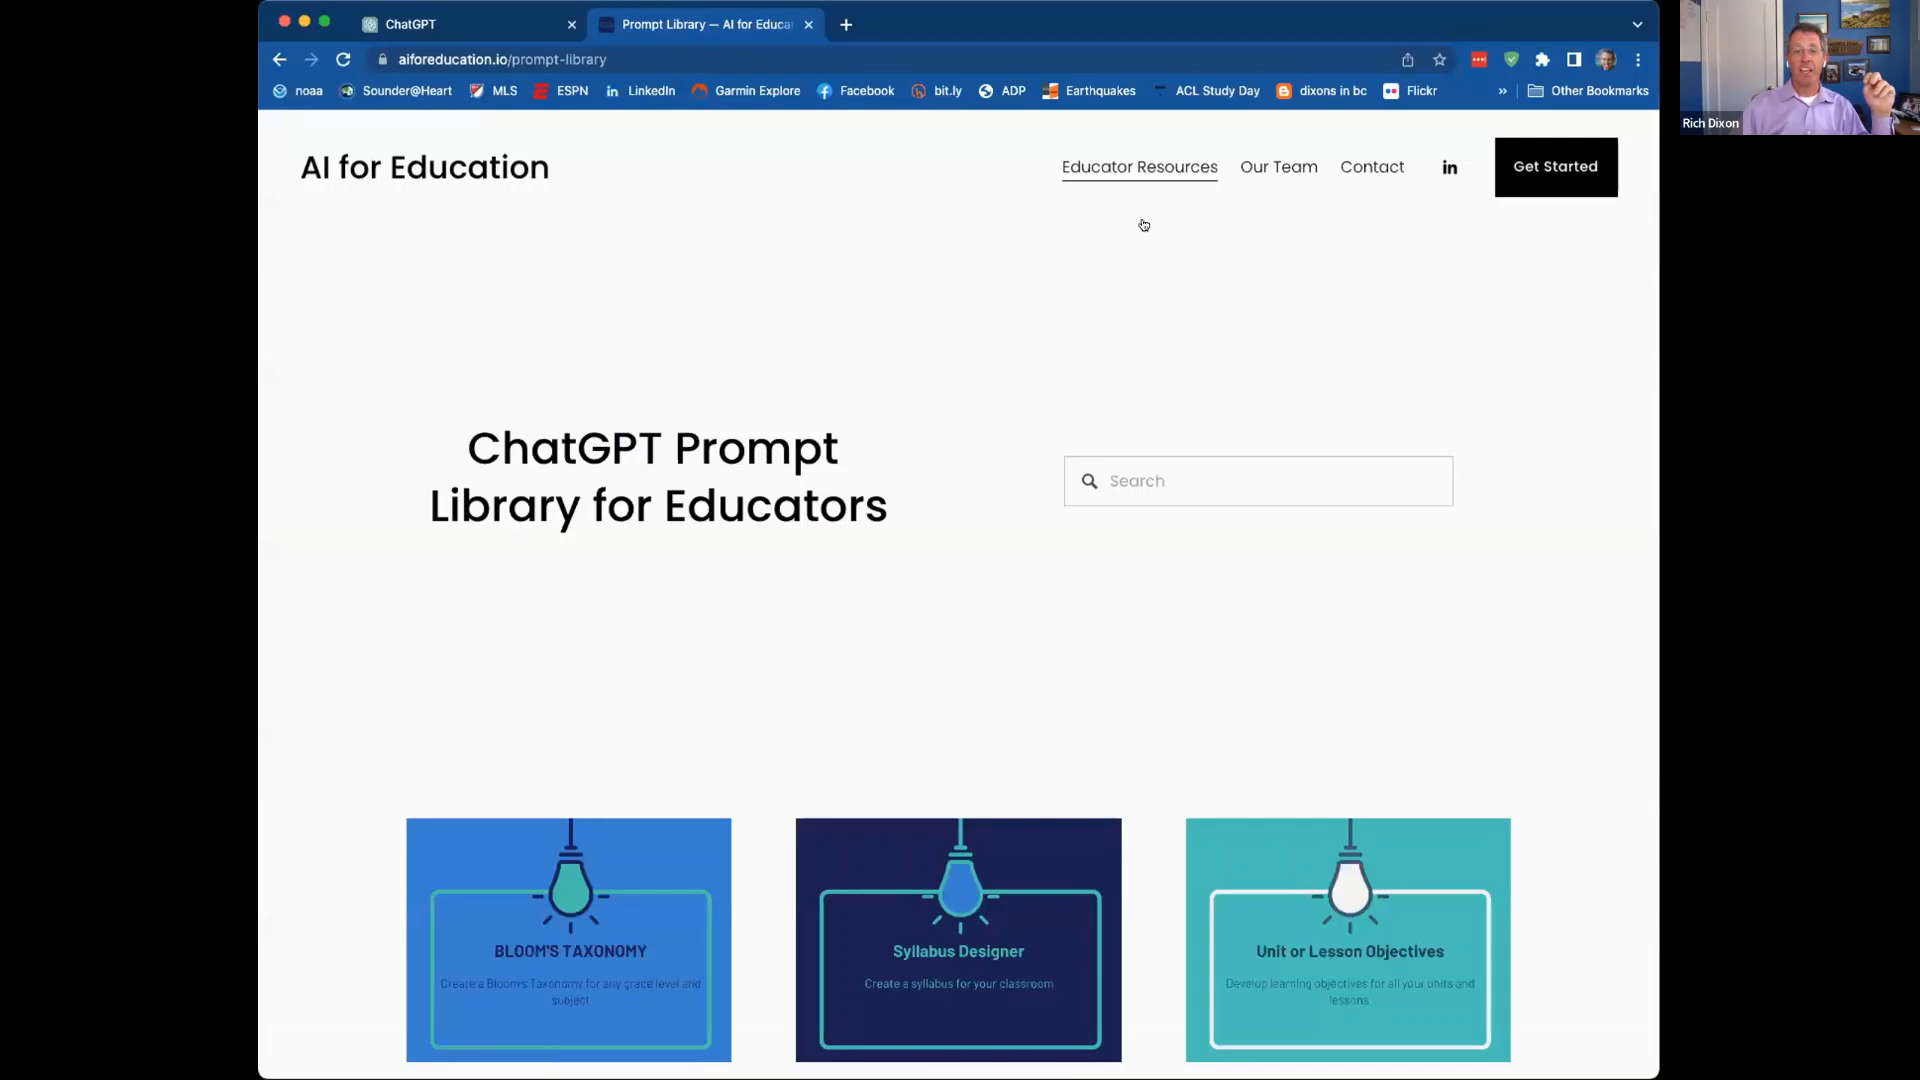 ChatGPT
Prompt Library — AI for Educa
aiforeducation.io/prompt-library
noaa Sounder@Heart MLS ESPN LinkedIn Garmin Explore Facebook bit.ly ADP Earthquakes ACL Study Day dixons in bc Flickr » Other Bookmarks
Rich Dixon
AI for Education
Educator Resources Our Team Contact in Get Started
ChatGPT Prompt
Library for Educators
Search
BLOOM'S TAXONOMY
Create a Bloom's Taxonomy for any grade level and
subject
Syllabus Designer
Create a syllabus for your classroom
Unit or Lesson Objectives
Develop learning objectives for all your units and
lessons